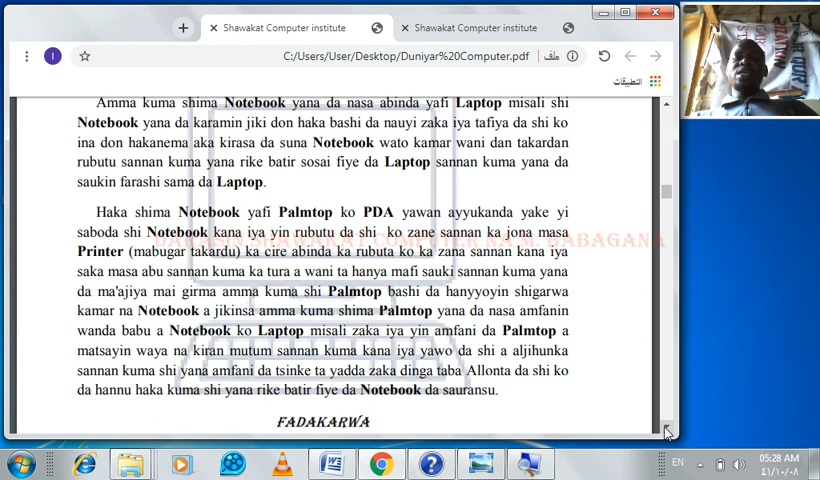 Shawakat Computer institute
Shawakat Computer institute
C:/Users/User/Desktop/Duniyar%20Computer.pdf
ملف
التطبيقات
Amma kuma shima Notebook yana da nasa abinda yafi Laptop misali shi
Notebook yana da karamin jiki don haka bashi da nauyi zaka iya tafiya da shi ko
ina don hakanema aka kirasa da suna Notebook wato kamar wani dan takardan
rubutu sannan kuma yana rike batir sosai fiye da Laptop sannan kuma yana da
saukin farashi sama da Laptop.
Haka shima Notebook yafi Palmtop ko PDA yawan ayyukanda yake yi
saboda shi Notebook kana iya yin rubutu da shi ko zane sannan ka jona masa
DARASIN SHAWAKAT COMPUTER NA M. BABAGANA
Printer (mabugar takardu) ka cire abinda ka rubuta ko ka zana sannan kana iya
saka masa abu sannan kuma ka tura a wani ta hanya mafi sauki sannan kuma yana
da ma'ajiya mai girma amma kuma shi Palmtop bashi da hanyyoyin shigarwa
kamar na Notebook a jikinsa amma kuma shima Palmtop yana da nasa amfanin
wanda babu a Notebook ko Laptop misali zaka iya yin amfani da Palmtop a
matsayin waya na kiran mutum sannan kuma kana iya yawo da shi a aljihunka
sannan kuma shi yana amfani da tsinke ta yadda zaka dinga taba Allonta da shi ko
da hannu haka kuma shi yana rike batir fiye da Notebook da sauransu.
FADAKARWA
EN
05:28 AM
٤١/١٠/٠٨